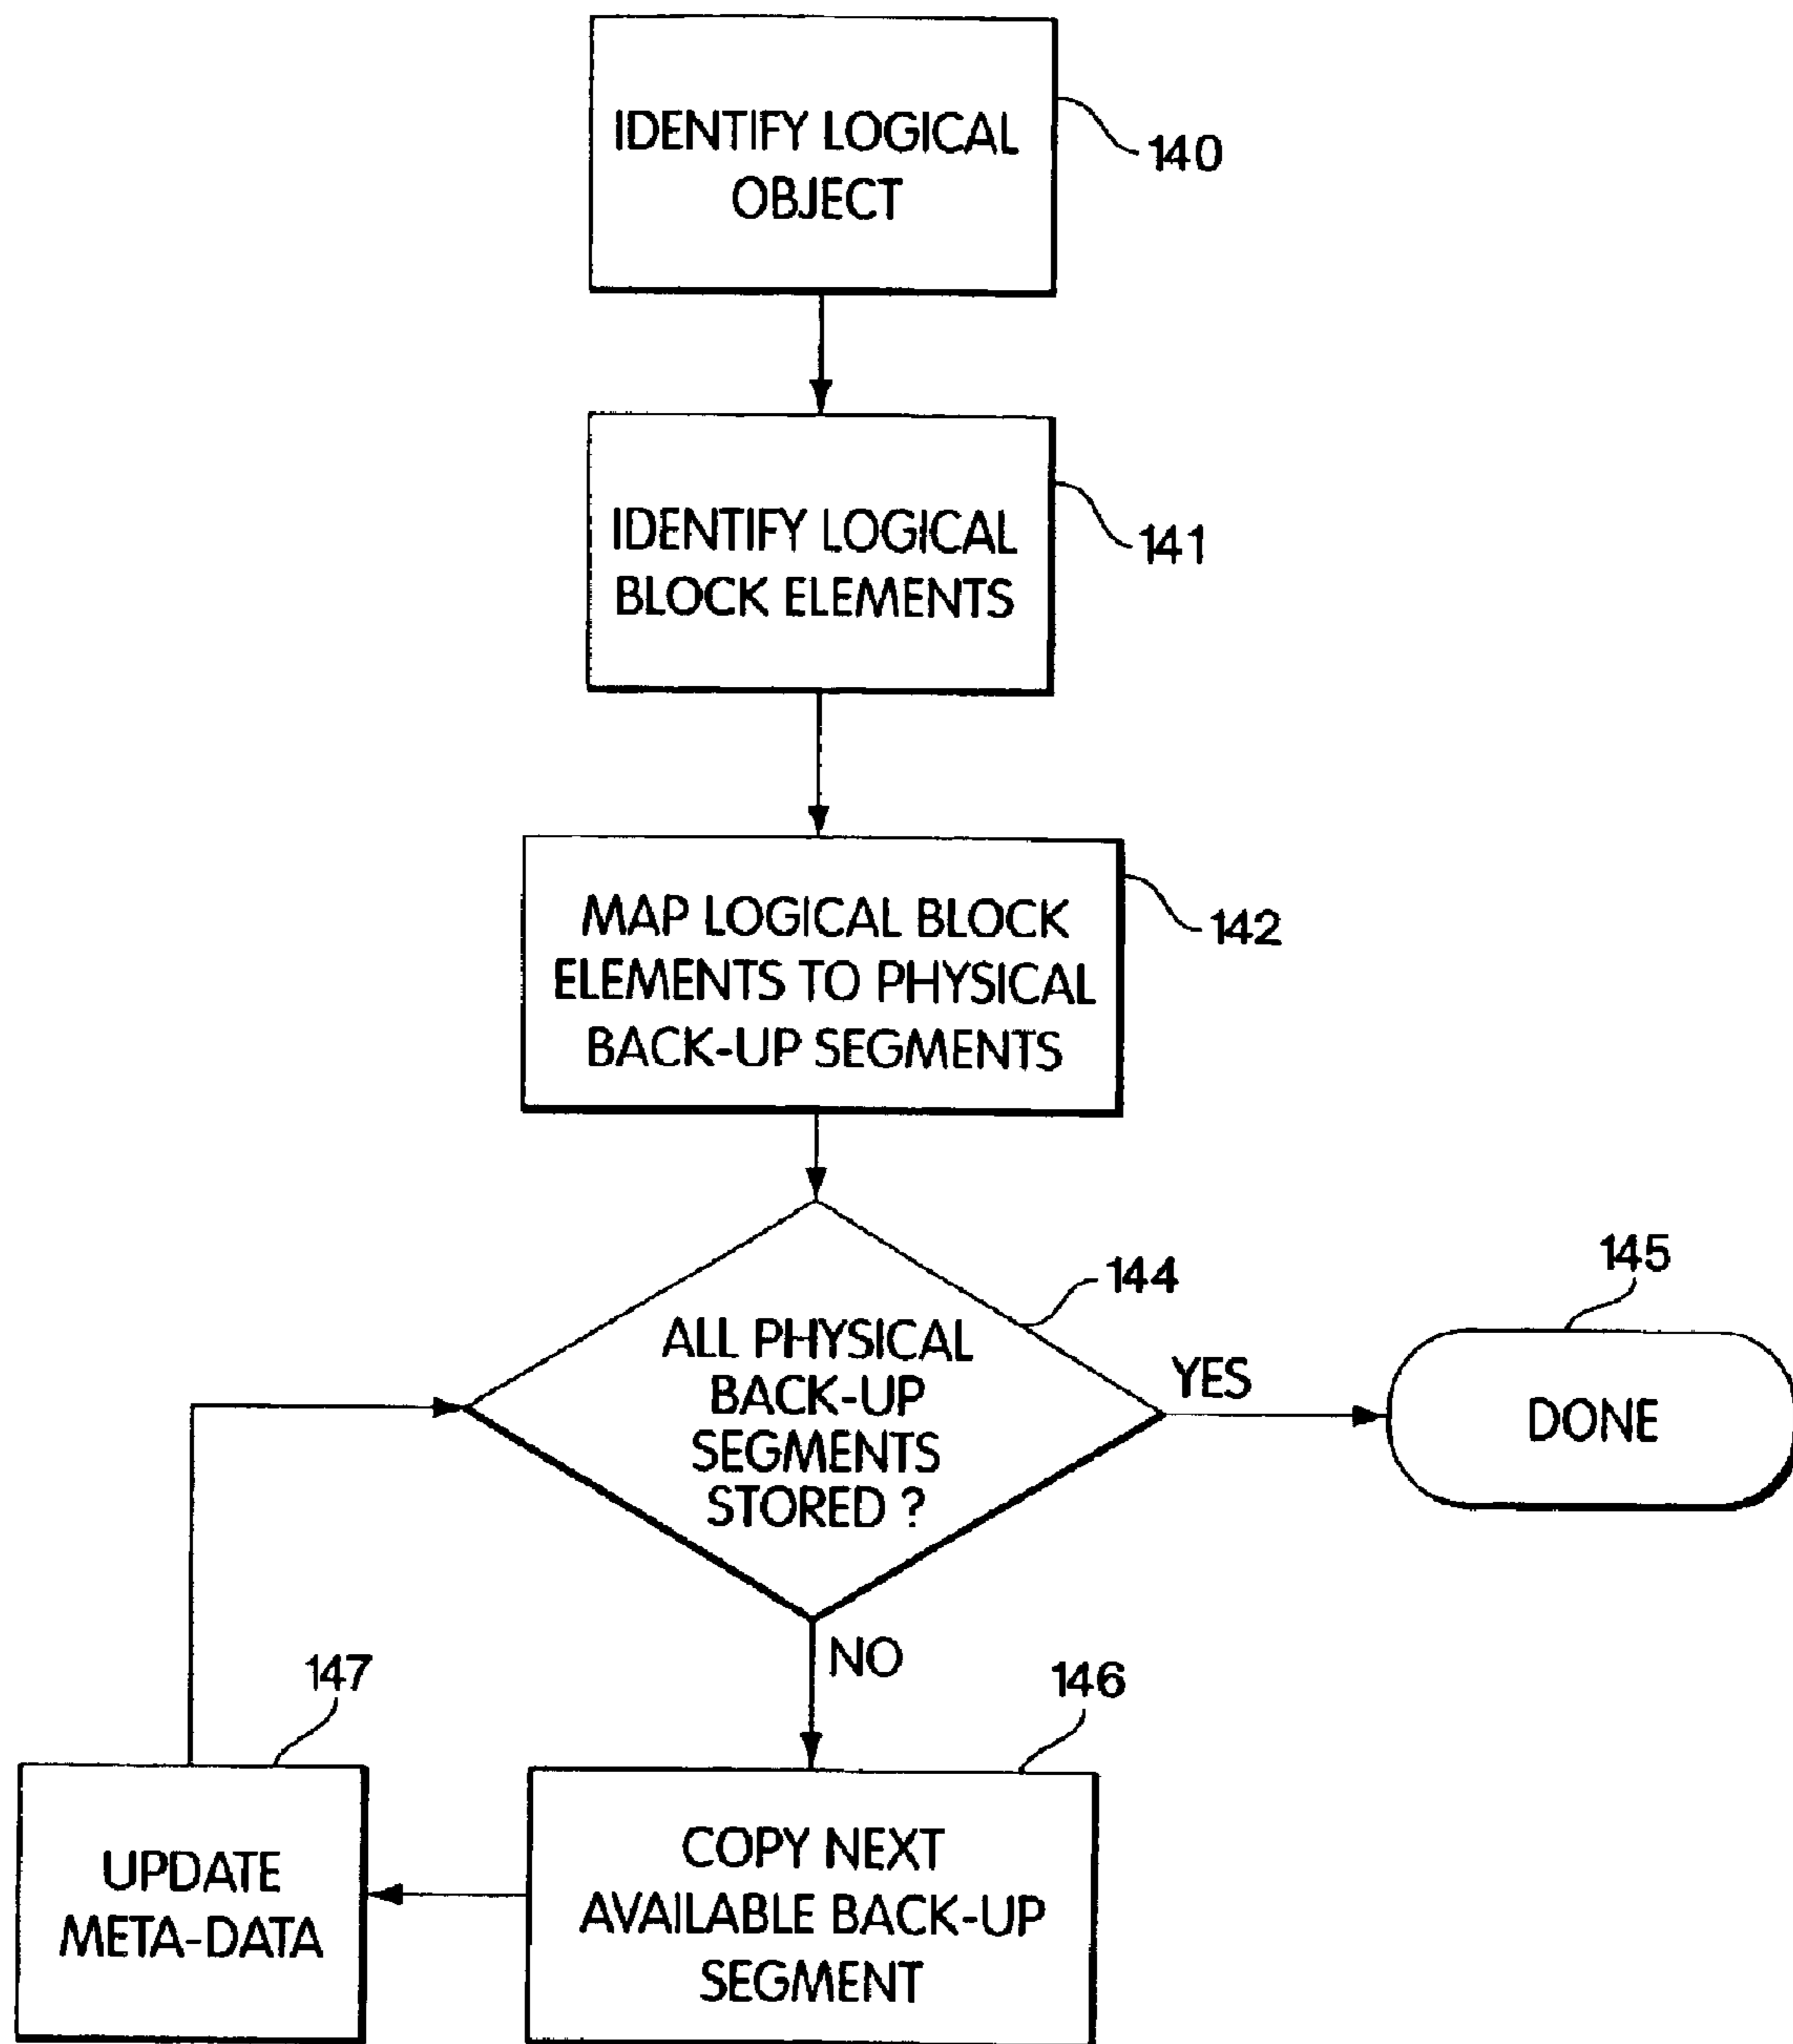 IDENTIFY LOGICAL
OBJECT
140
IDENTIFY LOGICAL
BLOCK ELEMENTS
141
MAP LOGICAL BLOCK
ELEMENTS TO PHYSICAL
BACK-UP SEGMENTS
142
ALL PHYSICAL
BACK-UP
SEGMENTS
STORED ?
144
YES
145
DONE
NO
146
COPY NEXT
AVAILABLE BACK-UP
SEGMENT
147
UPDATE
META-DATA